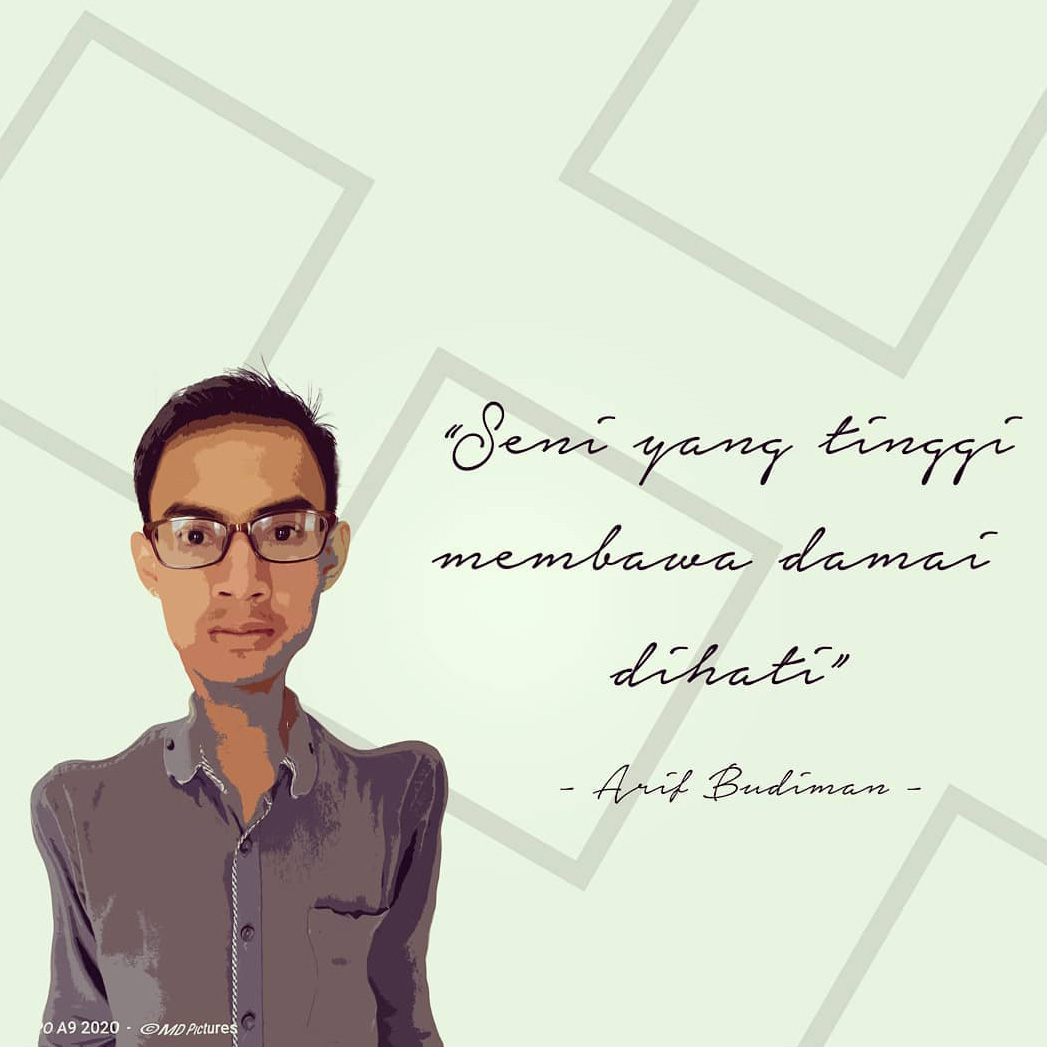 “Seni yang tinggi
membawa damai
dihati”
- Arif Budiman -
O A9 2020 - ©MD Pictures